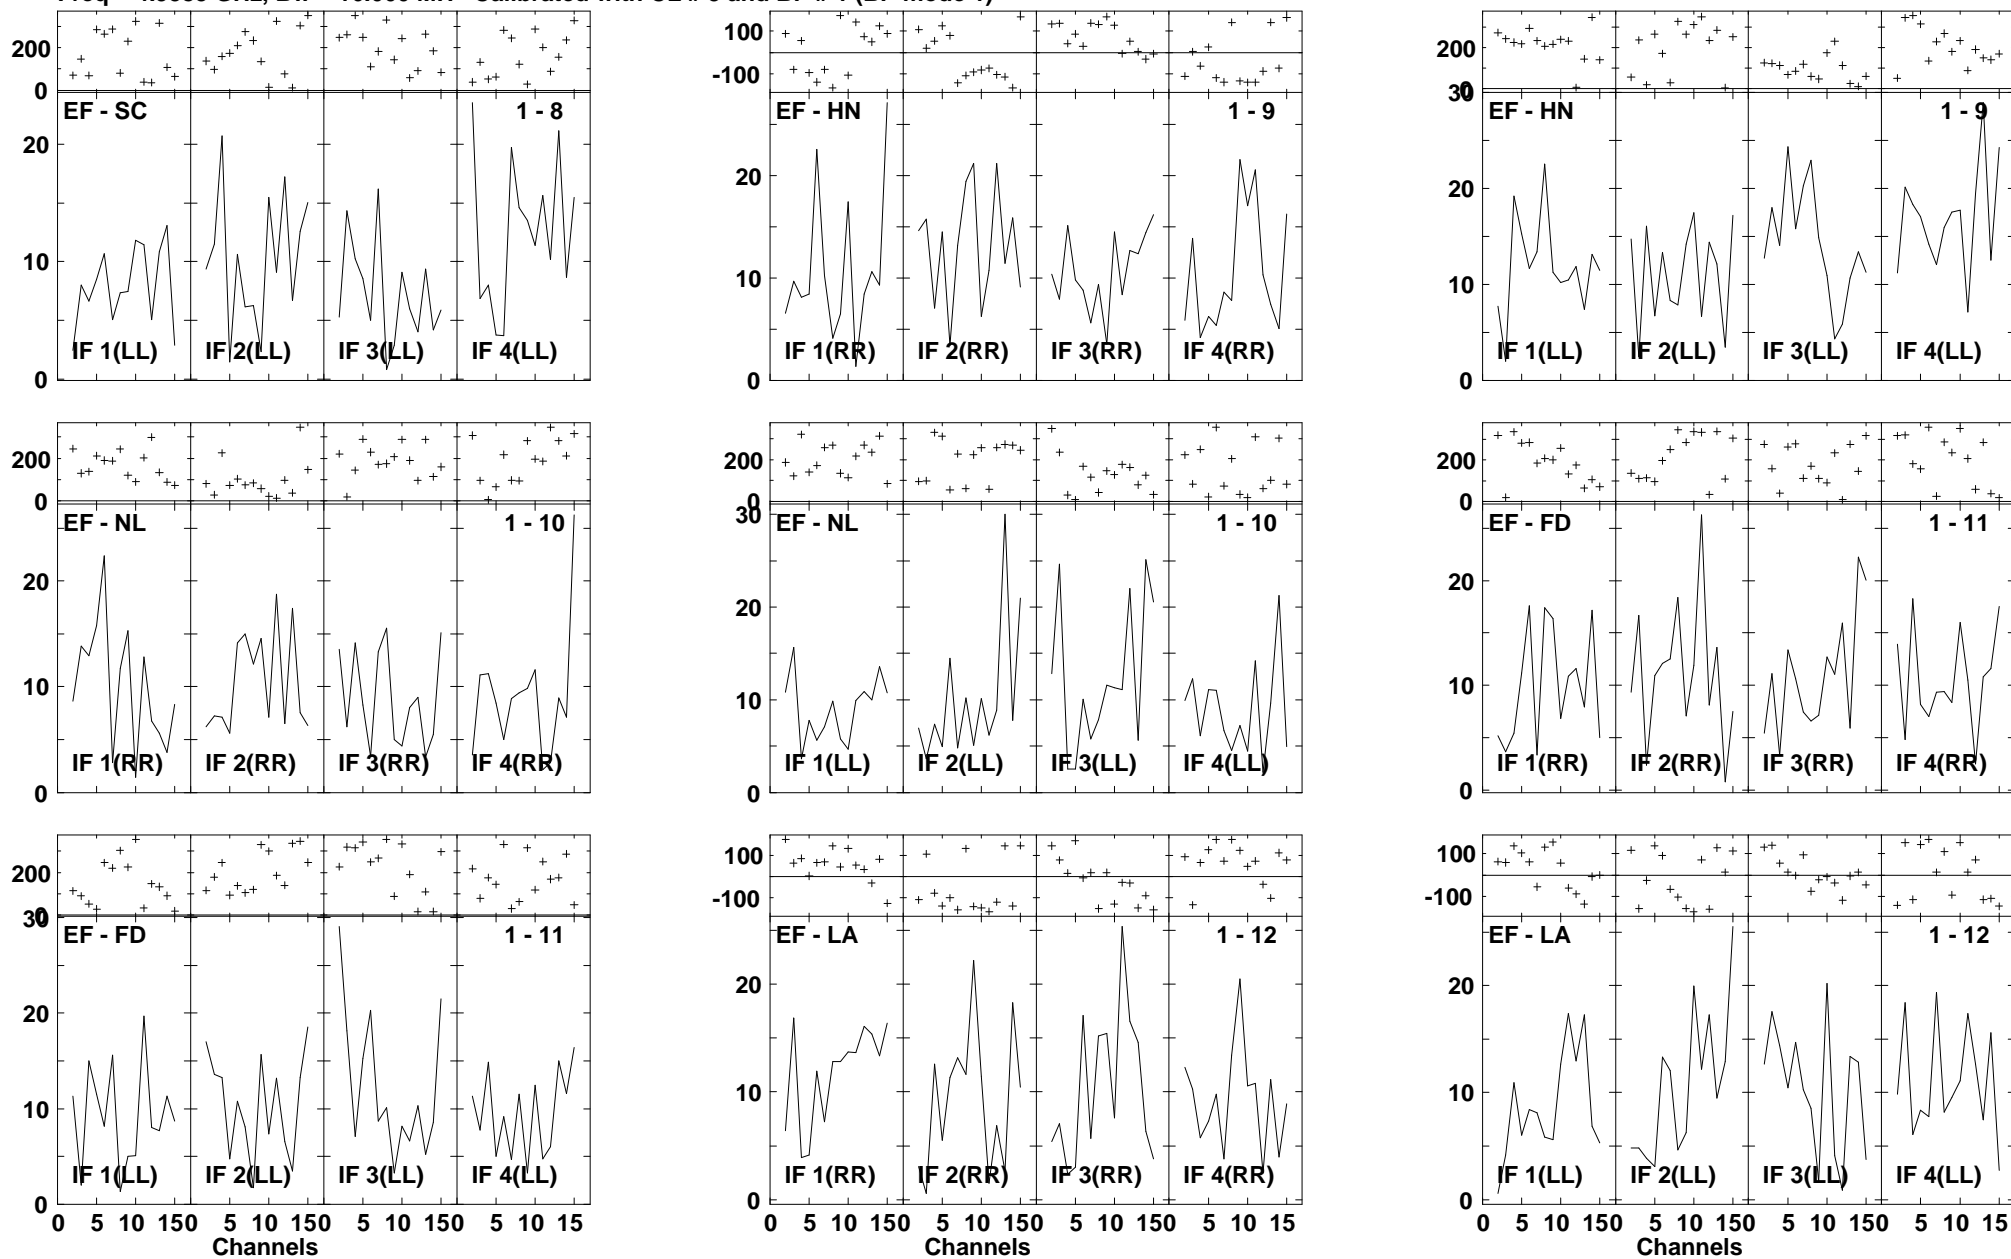 200
0
EF - SC
1 - 8
20
10
0
IF 1(LL)
IF 2(LL)
IF 3(LL)
IF 4(LL)
100
-100
EF - HN
1 - 9
20
10
0
IF 1(RR)
IF 2(RR)
IF 3(RR)
IF 4(RR)
200
0
30
EF - HN
1 - 9
20
10
0
IF 1(LL)
IF 2(LL)
IF 3(LL)
IF 4(LL)
200
0
EF - NL
1 - 10
20
10
0
IF 1(RR)
IF 2(RR)
IF 3(RR)
IF 4(RR)
200
0
30
EF - NL
1 - 10
20
10
0
IF 1(LL)
IF 2(LL)
IF 3(LL)
IF 4(LL)
200
0
EF - FD
1 - 11
20
10
0
IF 1(RR)
IF 2(RR)
IF 3(RR)
IF 4(RR)
200
0
30
EF - FD
1 - 11
20
10
0
IF 1(LL)
IF 2(LL)
IF 3(LL)
IF 4(LL)
0 5 10 150 5 10 150 5 10 150 5 10 15
Channels
100
-100
EF - LA
1 - 12
20
10
0
IF 1(RR)
IF 2(RR)
IF 3(RR)
IF 4(RR)
0 5 10 150 5 10 150 5 10 150 5 10 15
Channels
100
-100
EF - LA
1 - 12
20
10
0
IF 1(LL)
IF 2(LL)
IF 3(LL)
IF 4(LL)
0 5 10 150 5 10 150 5 10 150 5 10 15
Channels